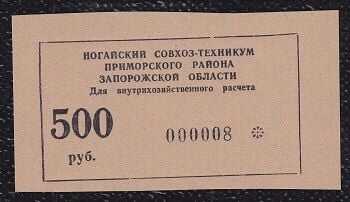 НОГАЙСКИЙ СОВХОЗ-ТЕХНИКУМ
ПРИМОРСКОГО РАЙОНА
ЗАПОРОЖСКОЙ ОБЛАСТИ
Для внутрихозяйственного расчета
500
руб.
000008 ※